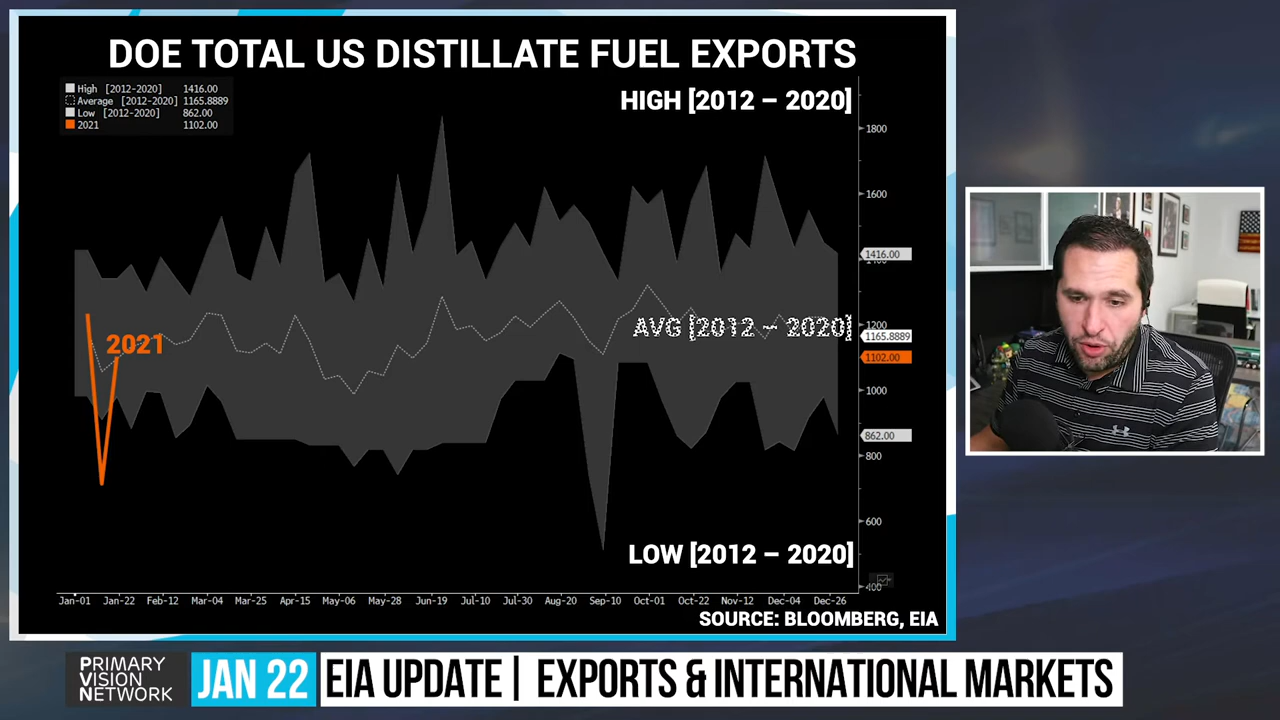 DOE TOTAL US DISTILLATE FUEL EXPORTS
High [2012-2020] 1416.00
Average [2012-2020] 1165.8889
Low [2012-2020] 862.00
2021 1102.00
HIGH [2012 – 2020]
1800
1600
1416.00
1400
2021
AVG [2012 – 2020]
1200
1165.8889
1102.00
1000
862.00
800
600
LOW [2012 – 2020]
400
Jan-01 Jan-22 Feb-12 Mar-04 Mar-25 Apr-15 May-06 May-28 Jun-19 Jul-10 Jul-30 Aug-20 Sep-10 Oct-01 Oct-22 Nov-12 Dec-04 Dec-26
SOURCE: BLOOMBERG, EIA
PRIMARY
VISION
NETWORK
JAN 22 EIA UPDATE | EXPORTS & INTERNATIONAL MARKETS